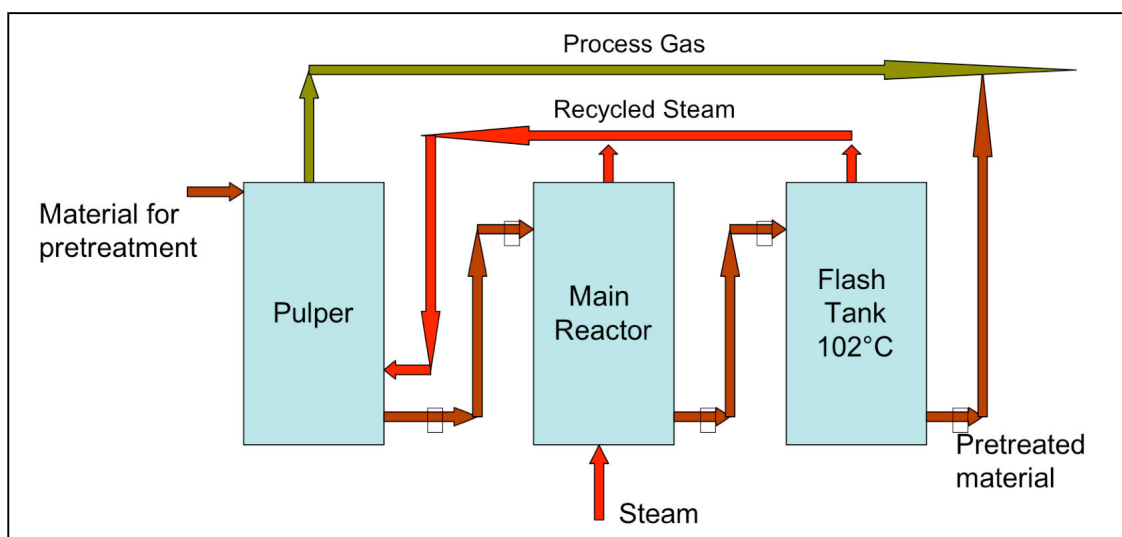 Process Gas
Recycled Steam
Material for
pretreatment
Pulper
Main
Reactor
Flash
Tank
102°C
Pretreated
material
Steam